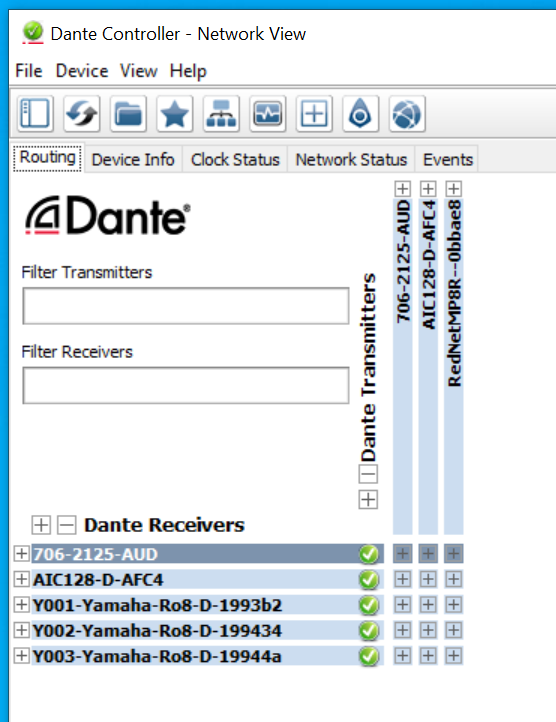 Dante Controller - Network View
File Device View Help
Routing Device Info Clock Status Network Status Events
Dante®
Filter Transmitters
Filter Receivers
Dante Transmitters
706-2125-AUD
AIC128-D-AFC4
RedNetMP8R--0bbae8
Dante Receivers
706-2125-AUD
AIC128-D-AFC4
Y001-Yamaha-Ro8-D-1993b2
Y002-Yamaha-Ro8-D-199434
Y003-Yamaha-Ro8-D-19944a